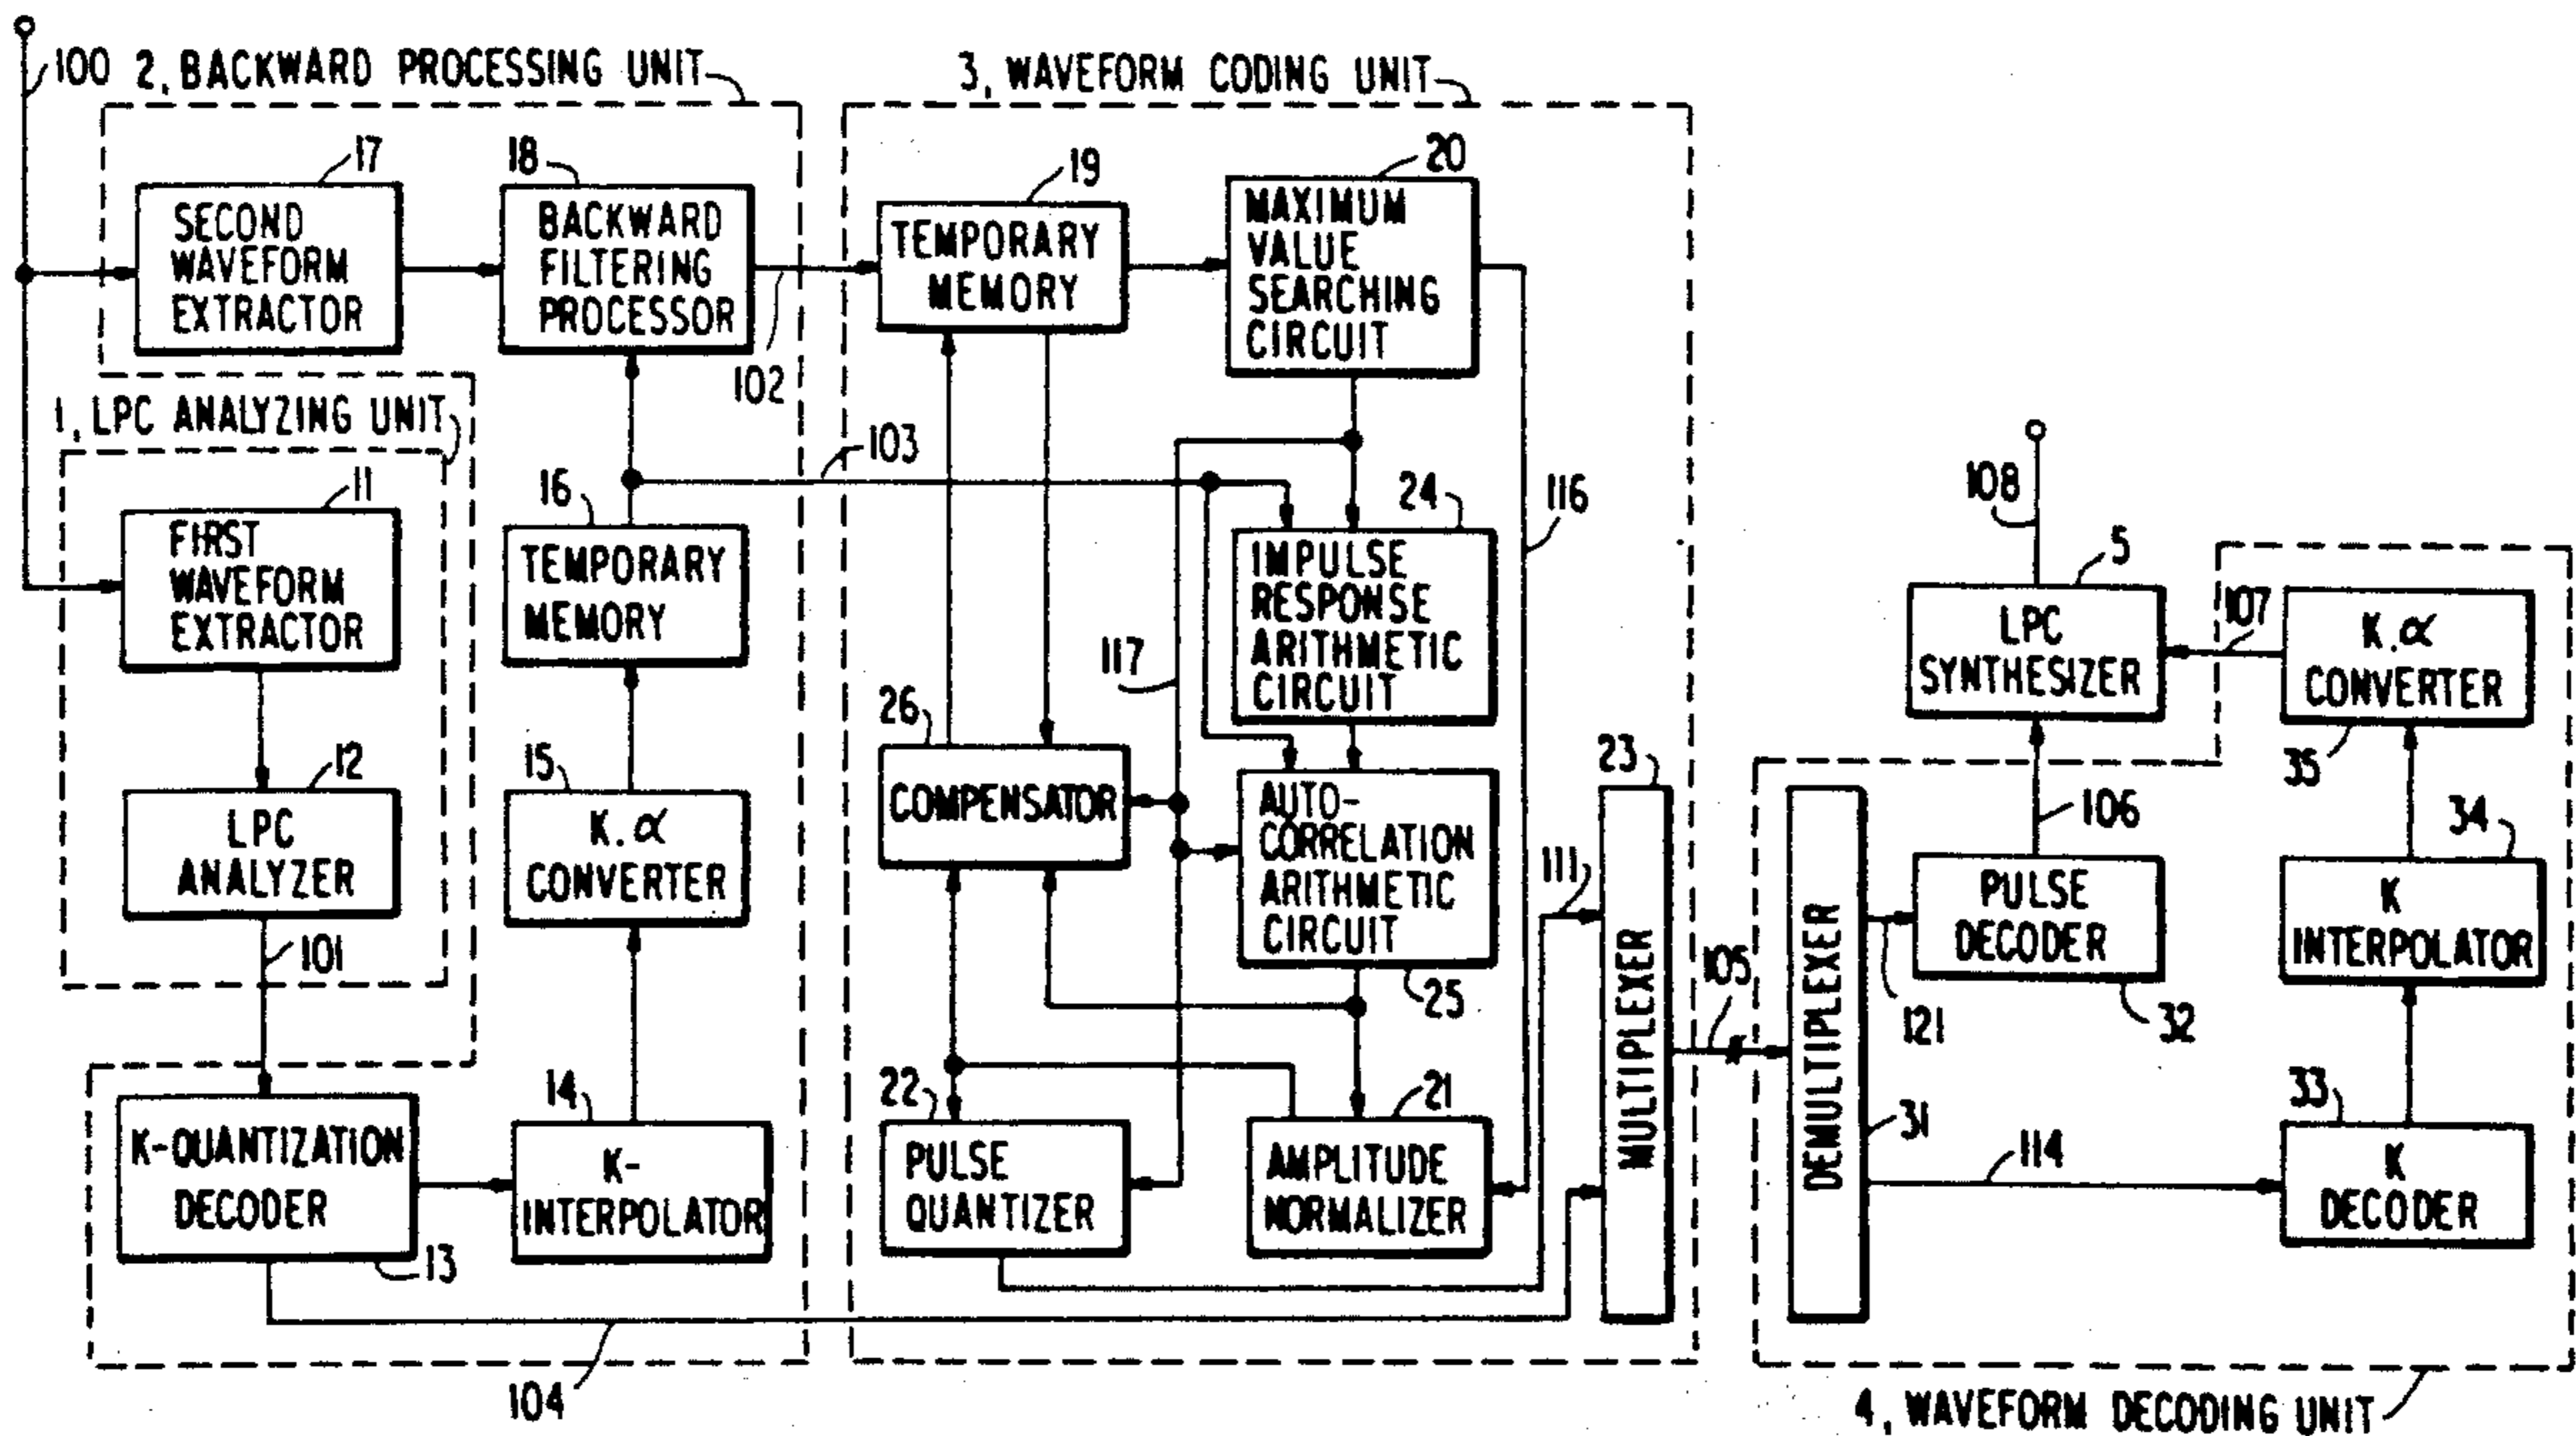 100
2, BACKWARD PROCESSING UNIT
17
SECOND
WAVEFORM
EXTRACTOR
18
BACKWARD
FILTERING
PROCESSOR
102
1, LPC ANALYZING UNIT
11
FIRST
WAVEFORM
EXTRACTOR
12
LPC
ANALYZER
101
16
TEMPORARY
MEMORY
15
K.α
CONVERTER
K-QUANTIZATION
DECODER
13
14
K-
INTERPOLATOR
104
3, WAVEFORM CODING UNIT
19
TEMPORARY
MEMORY
20
MAXIMUM
VALUE
SEARCHING
CIRCUIT
103
24
IMPULSE
RESPONSE
ARITHMETIC
CIRCUIT
116
117
26
COMPENSATOR
AUTO-
CORRELATION
ARITHMETIC
CIRCUIT
25
22
PULSE
QUANTIZER
21
AMPLITUDE
NORMALIZER
111
23
MULTIPLEXER
105
108
5
LPC
SYNTHESIZER
107
K.α
CONVERTER
35
106
34
K
INTERPOLATOR
PULSE
DECODER
32
121
DEMULTIPLEXER
31
114
33
K
DECODER
4, WAVEFORM DECODING UNIT